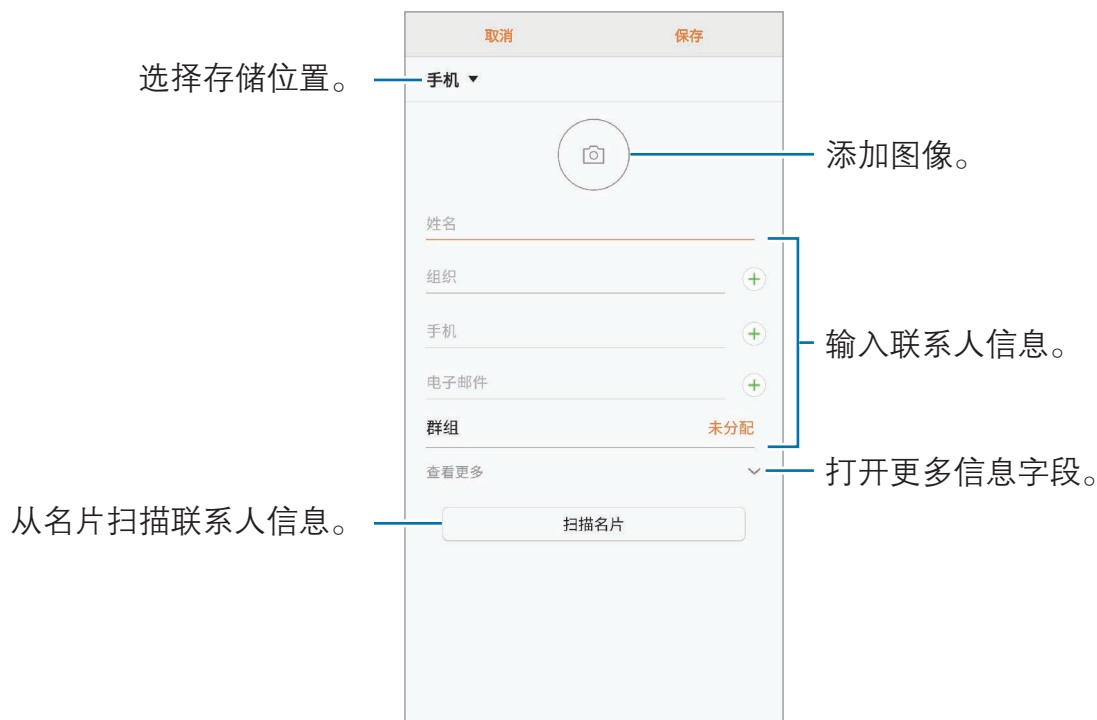 取消 保存
选择存储位置。
手机
添加图像。
姓名
组织
手机
输入联系人信息。
电子邮件
群组 未分配
查看更多
打开更多信息字段。
从名片扫描联系人信息。
扫描名片